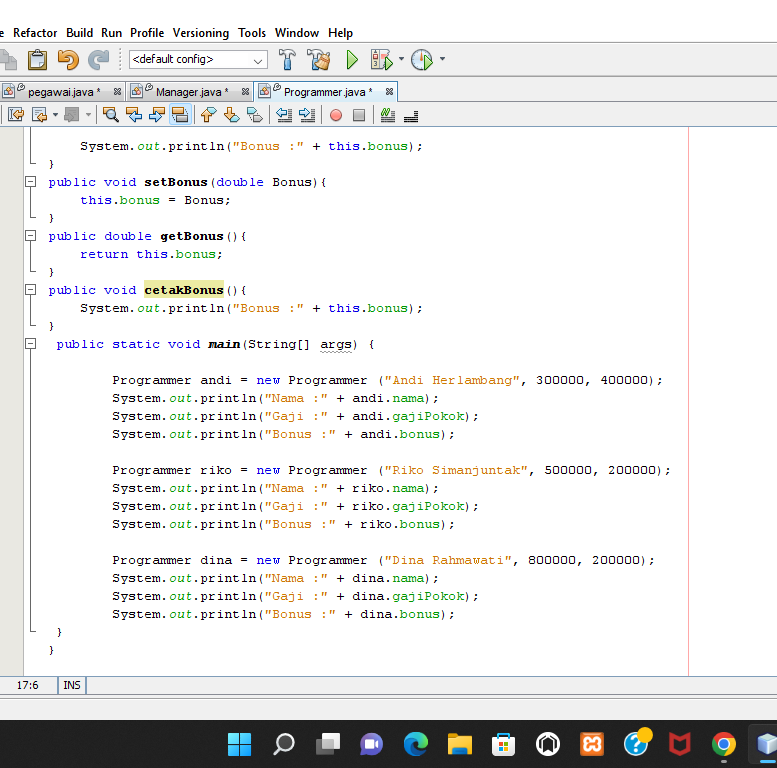 Refactor Build Run Profile Versioning Tools Window Help
<default config>
pegawai.java * Manager.java * Programmer.java *
System.out.println("Bonus :" + this.bonus);
}
public void setBonus(double Bonus){
this.bonus = Bonus;
}
public double getBonus(){
return this.bonus;
}
public void cetakBonus(){
System.out.println("Bonus :" + this.bonus);
}
public static void main(String[] args) {
Programmer andi = new Programmer ("Andi Herlambang", 300000, 400000);
System.out.println("Nama :" + andi.nama);
System.out.println("Gaji :" + andi.gajiPokok);
System.out.println("Bonus :" + andi.bonus);
Programmer riko = new Programmer ("Riko Simanjuntak", 500000, 200000);
System.out.println("Nama :" + riko.nama);
System.out.println("Gaji :" + riko.gajiPokok);
System.out.println("Bonus :" + riko.bonus);
Programmer dina = new Programmer ("Dina Rahmawati", 800000, 200000);
System.out.println("Nama :" + dina.nama);
System.out.println("Gaji :" + dina.gajiPokok);
System.out.println("Bonus :" + dina.bonus);
}
}
17:6 INS